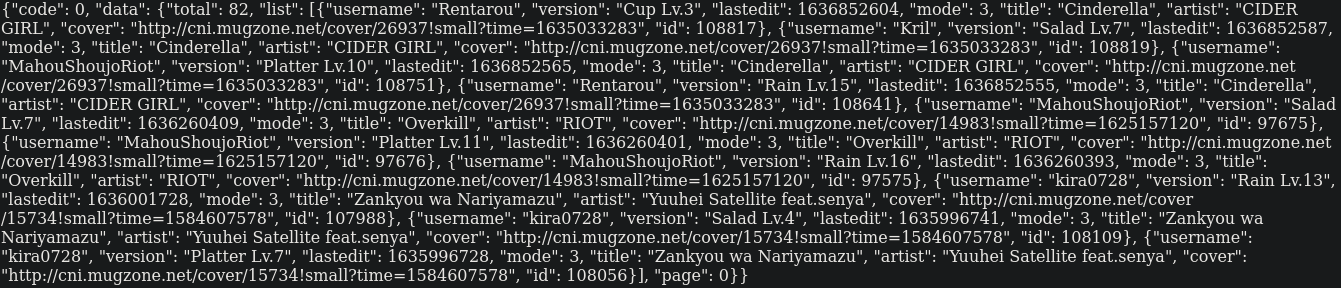 {"code": 0, "data": {"total": 82, "list": [{"username": "Rentarou", "version": "Cup Lv.3", "lastedit": 1636852604, "mode": 3, "title": "Cinderella", "artist": "CIDER
GIRL", "cover": "http://cni.mugzone.net/cover/26937!small?time=1635033283", "id": 108817}, {"username": "Kril", "version": "Salad Lv.7", "lastedit": 1636852587,
"mode": 3, "title": "Cinderella", "artist": "CIDER GIRL", "cover": "http://cni.mugzone.net/cover/26937!small?time=1635033283", "id": 108819}, {"username":
"MahouShoujoRiot", "version": "Platter Lv.10", "lastedit": 1636852565, "mode": 3, "title": "Cinderella", "artist": "CIDER GIRL", "cover": "http://cni.mugzone.net
/cover/26937!small?time=1635033283", "id": 108751}, {"username": "Rentarou", "version": "Rain Lv.15", "lastedit": 1636852555, "mode": 3, "title": "Cinderella",
"artist": "CIDER GIRL", "cover": "http://cni.mugzone.net/cover/26937!small?time=1635033283", "id": 108641}, {"username": "MahouShoujoRiot", "version": "Salad
Lv.7", "lastedit": 1636260409, "mode": 3, "title": "Overkill", "artist": "RIOT", "cover": "http://cni.mugzone.net/cover/14983!small?time=1625157120", "id": 97675},
{"username": "MahouShoujoRiot", "version": "Platter Lv.11", "lastedit": 1636260401, "mode": 3, "title": "Overkill", "artist": "RIOT", "cover": "http://cni.mugzone.net
/cover/14983!small?time=1625157120", "id": 97676}, {"username": "MahouShoujoRiot", "version": "Rain Lv.16", "lastedit": 1636260393, "mode": 3, "title":
"Overkill", "artist": "RIOT", "cover": "http://cni.mugzone.net/cover/14983!small?time=1625157120", "id": 97575}, {"username": "kira0728", "version": "Rain Lv.13",
"lastedit": 1636001728, "mode": 3, "title": "Zankyou wa Nariyamazu", "artist": "Yuuhei Satellite feat.senya", "cover": "http://cni.mugzone.net/cover
/15734!small?time=1584607578", "id": 107988}, {"username": "kira0728", "version": "Salad Lv.4", "lastedit": 1635996741, "mode": 3, "title": "Zankyou wa
Nariyamazu", "artist": "Yuuhei Satellite feat.senya", "cover": "http://cni.mugzone.net/cover/15734!small?time=1584607578", "id": 108109}, {"username":
"kira0728", "version": "Platter Lv.7", "lastedit": 1635996728, "mode": 3, "title": "Zankyou wa Nariyamazu", "artist": "Yuuhei Satellite feat.senya", "cover":
"http://cni.mugzone.net/cover/15734!small?time=1584607578", "id": 108056}], "page": 0}}